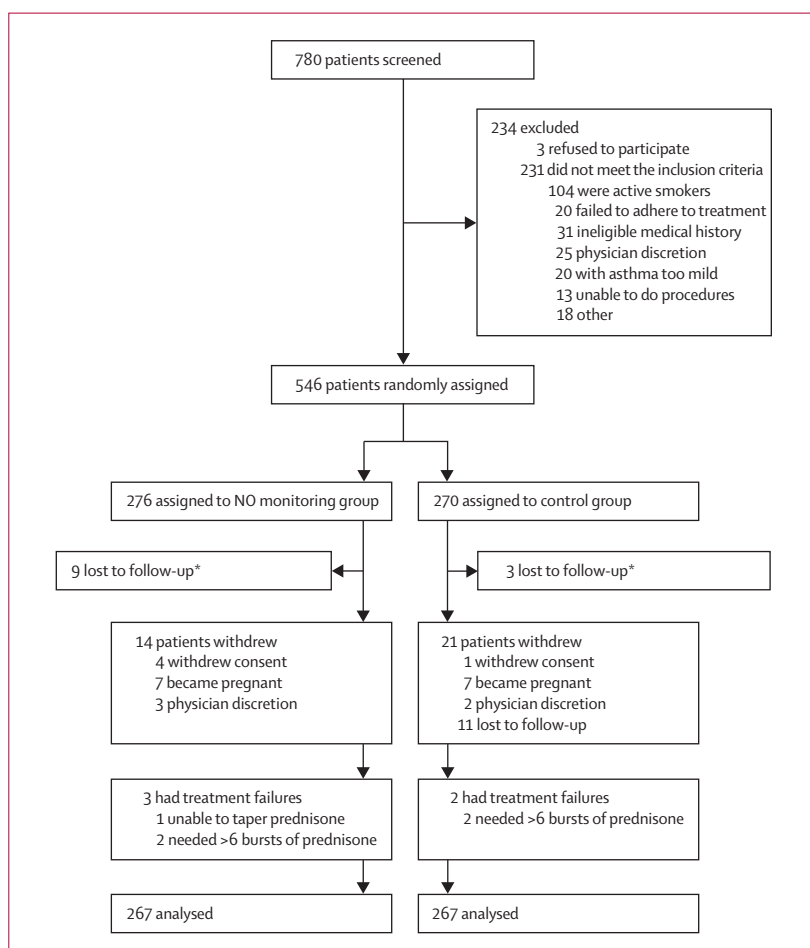 780 patients screened
234 excluded
3 refused to participate
231 did not meet the inclusion criteria
104 were active smokers
20 failed to adhere to treatment
31 ineligible medical history
25 physician discretion
20 with asthma too mild
13 unable to do procedures
18 other
546 patients randomly assigned
276 assigned to NO monitoring group
270 assigned to control group
9 lost to follow-up*
3 lost to follow-up*
14 patients withdrew
4 withdrew consent
7 became pregnant
3 physician discretion
21 patients withdrew
1 withdrew consent
7 became pregnant
2 physician discretion
11 lost to follow-up
3 had treatment failures
1 unable to taper prednisone
2 needed >6 bursts of prednisone
2 had treatment failures
2 needed >6 bursts of prednisone
267 analysed
267 analysed